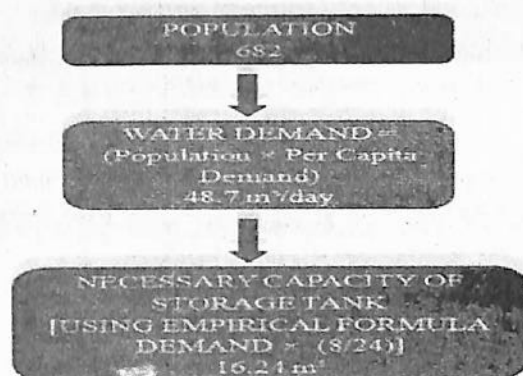 POPULATION
682
WATER DEMAND =
(Population × Per Capita
Demand)
48.7 m³/day
NECESSARY CAPACITY OF
STORAGE TANK
[USING EMPIRICAL FORMULA
DEMAND × (8/24)]
16.24 m³